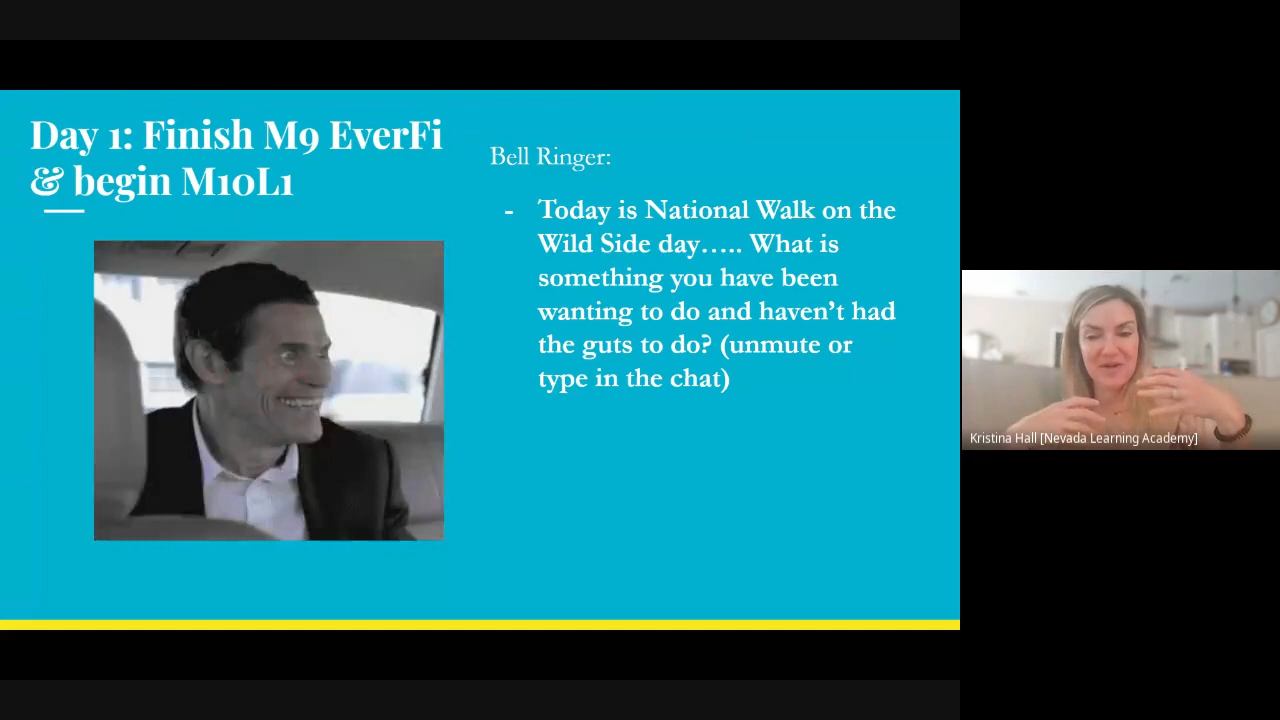 Day 1: Finish M9 EverFi
& begin M10L1
Bell Ringer:
- Today is National Walk on the
Wild Side day..... What is
something you have been
wanting to do and haven't had
the guts to do? (unmute or
type in the chat)
Kristina Hall [Nevada Learning Academy]